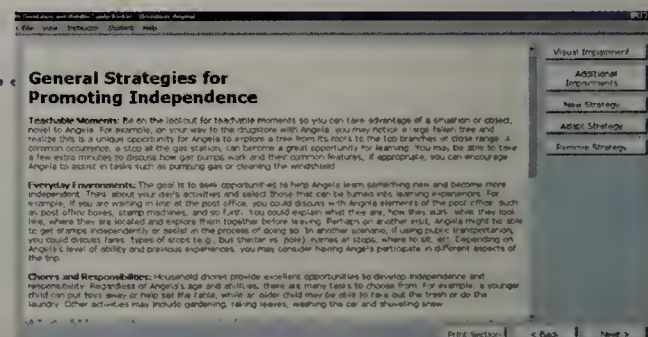 File View Instructor Student Help
General Strategies for
Promoting Independence
Teachable Moments: Be on the lookout for teachable moments so you can take advantage of a situation or object,
novel to Angela. For example, on your way to the drugstore with Angela you may notice a large fallen tree and
realize this is a unique opportunity for Angela to explore a tree from its roots to the top branches at close range. A
common occurrence, a stop at the gas station, can become a great opportunity for learning. You may be able to take
a few extra minutes to discuss how gas pumps work and their common features, if appropriate, you can encourage
Angela to assist in tasks such as pumping gas or cleaning the windshield
Everyday Environments: The goal is to seek opportunities to help Angela learn something new and become more
independent. Think about your day's activities and select those that can be turned into learning experiences. For
example, if you are waiting in line at the post office, you could discuss with Angela elements of the post office such
as post office boxes, stamp machines, and so forth. You could explain what they are, how they work, what they look
like, where they are located and explore them together before leaving. Perhaps on another visit, Angela might be able
to get stamps independently or assist in the process of doing so. In another scenario, if using public transportation,
you could discuss fares, types of stops (e.g., bus shelter vs. pole), names of stops, where to sit, etc. Depending on
Angela's level of ability and previous experiences, you may consider having Angela participate in different aspects of
the trip.
Chores and Responsibilities: Household chores provide excellent opportunities to develop independence and
responsibility. Regardless of Angela's age and abilities, there are many tasks to choose from. For example, a younger
child can put toys away or help set the table, while an older child may be able to take out the trash or do the
laundry. Other activities may include gardening, raking leaves, washing the car and shoveling snow.
Visual Impairment
Additional
Impairments
New Strategy
Adapt Strategy
Remove Strategy
Print Section
< Back
Next >